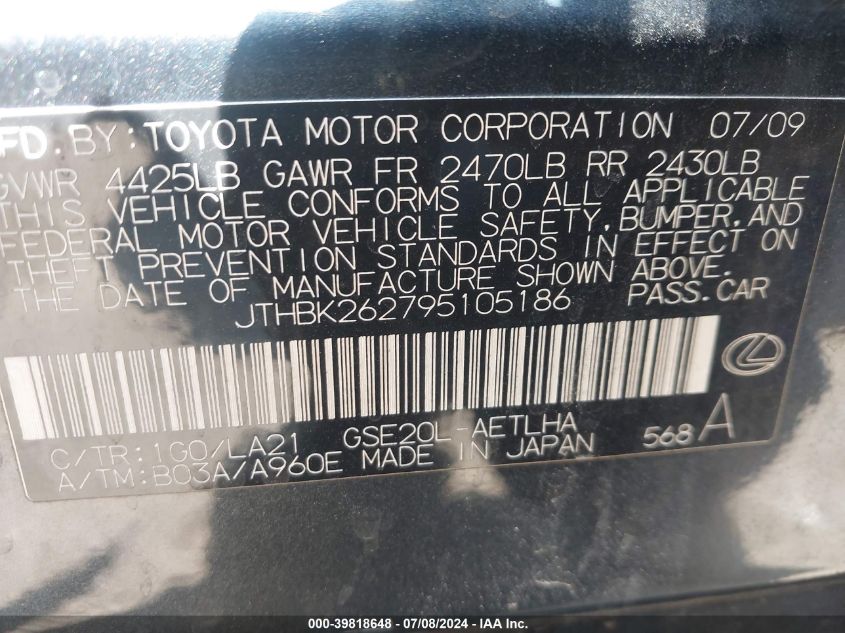 MFD. BY: TOYOTA MOTOR CORPORATION 07/09
GVWR 4425LB GAWR FR 2470LB RR 2430LB
THIS VEHICLE CONFORMS TO ALL APPLICABLE
FEDERAL MOTOR VEHICLE SAFETY, BUMPER, AND
THEFT PREVENTION STANDARDS IN EFFECT ON
THE DATE OF MANUFACTURE SHOWN ABOVE.
JTHBK262795105186 PASS. CAR
C/TR: 1G0/LA21 GSE20L-AETLHA
A/TM: B03A/A960E MADE IN JAPAN 568 A
000-39818648 - 07/08/2024 - IAA Inc.